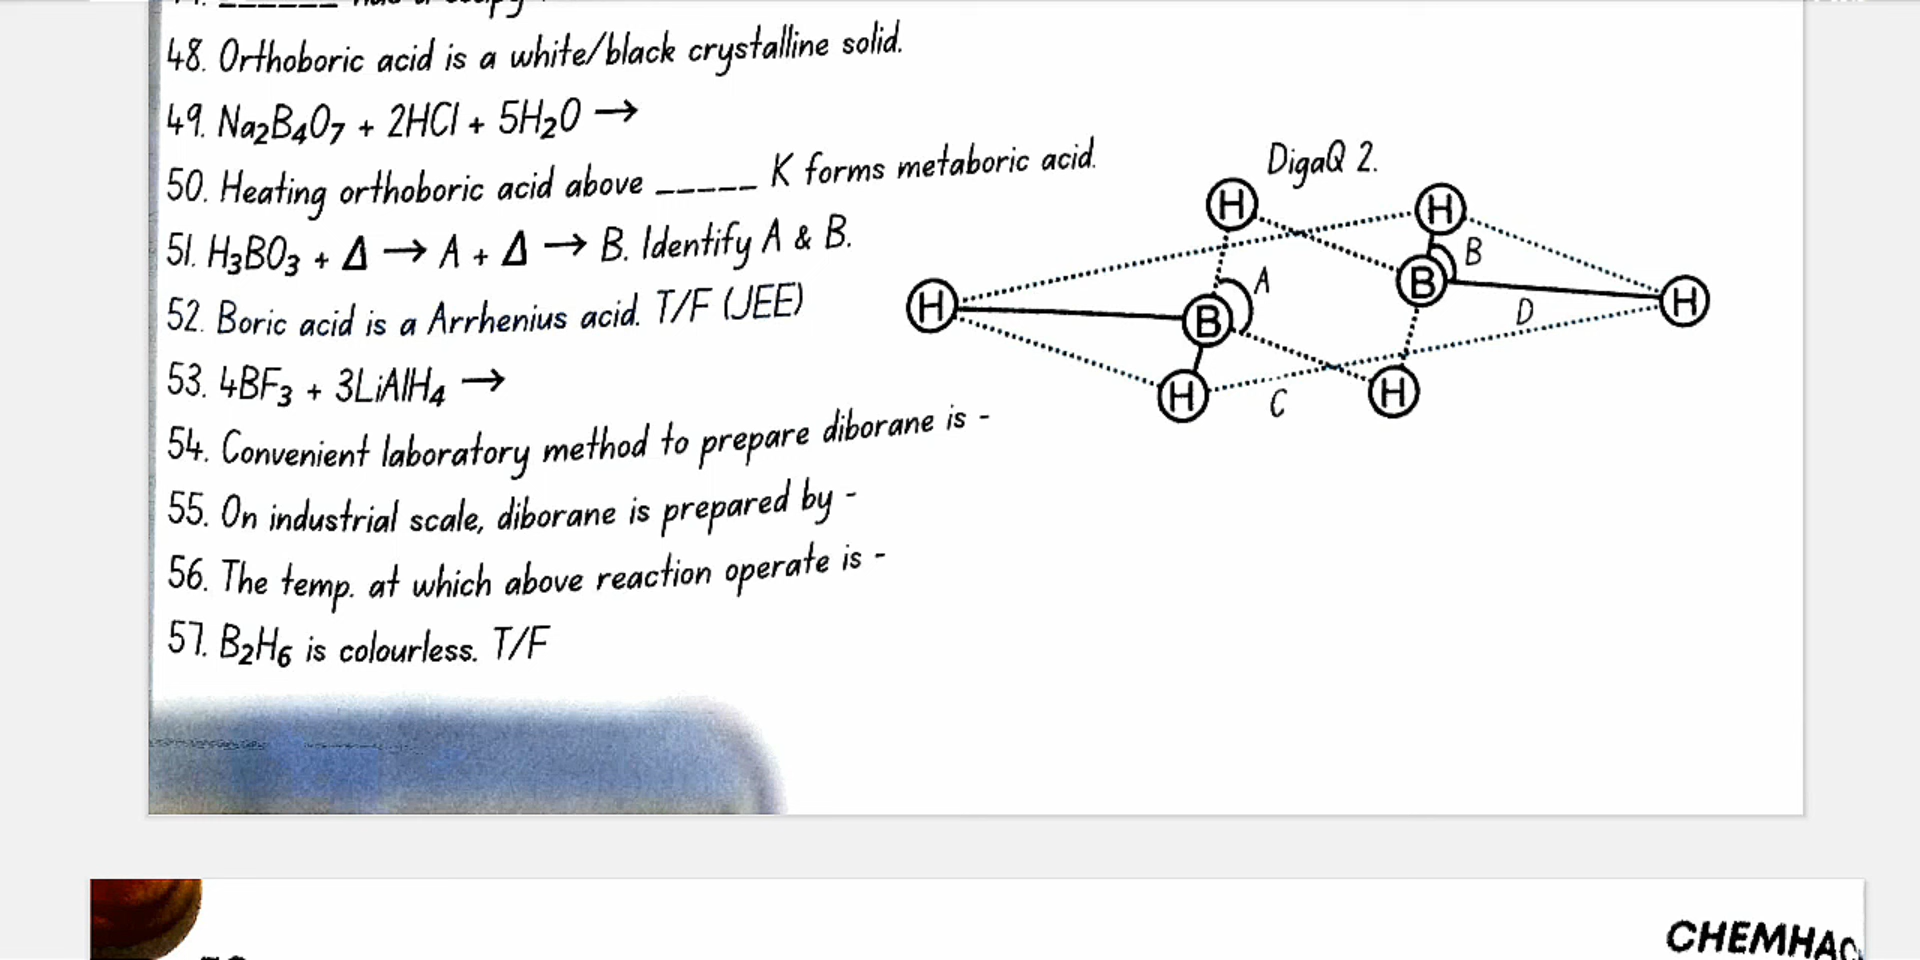 48. Orthoboric acid is a white/black crystalline solid.
49. Na₂B₄O₇ + 2HCl + 5H₂O →
50. Heating orthoboric acid above _____ K forms metaboric acid.
51. H₃BO₃ + Δ → A + Δ → B. Identify A & B.
52. Boric acid is a Arrhenius acid. T/F (JEE)
53. 4BF₃ + 3LiAlH₄ →
54. Convenient laboratory method to prepare diborane is -
55. On industrial scale, diborane is prepared by -
56. The temp. at which above reaction operate is -
57. B₂H₆ is colourless. T/F
DigaQ 2.
H H
B
A B
H B D H
H C H
CHEMHAC